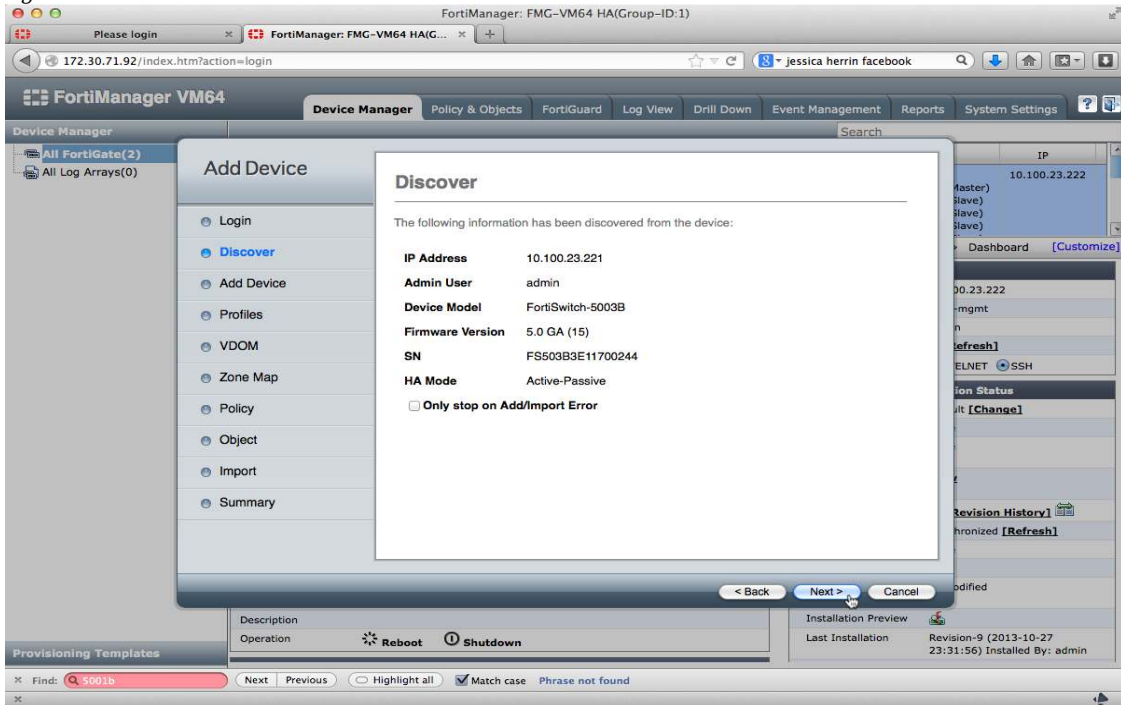 FortiManager: FMG-VM64 HA(Group-ID:1)
Please login
FortiManager: FMG-VM64 HA(G...
172.30.71.92/index.htm?action=login
jessica herrin facebook
FortiManager VM64
Device Manager
Policy & Objects
FortiGuard
Log View
Drill Down
Event Management
Reports
System Settings
Device Manager
Search
All FortiGate(2)
All Log Arrays(0)
IP
10.100.23.222
Master)
Slave)
Slave)
Slave)
Dashboard [Customize]
00.23.222
-mgmt
n
efresh]
ELNET SSH
ion Status
ult [Change]
Revision History]
hronized [Refresh]
odified
Add Device
Login
Discover
Add Device
Profiles
VDOM
Zone Map
Policy
Object
Import
Summary
Discover
The following information has been discovered from the device:
IP Address 10.100.23.221
Admin User admin
Device Model FortiSwitch-5003B
Firmware Version 5.0 GA (15)
SN FS503B3E11700244
HA Mode Active-Passive
Only stop on Add/Import Error
< Back Next > Cancel
Description
Operation Reboot Shutdown
Installation Preview
Last Installation Revision-9 (2013-10-27
23:31:56) Installed By: admin
Provisioning Templates
Find: 5001b Next Previous Highlight all Match case Phrase not found